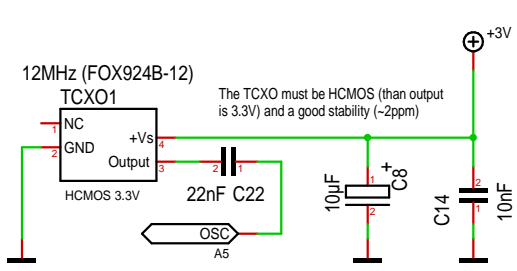 +3V
12MHz (FOX924B-12)
TCXO1
The TCXO must be HCMOS (than output
is 3.3V) and a good stability (~2ppm)
1 NC
+Vs 4
2 GND
Output 3
2 1
HCMOS 3.3V
22nF C22
OSC
A5
10µF
1
+
2
C8
C14
2
1
10nF